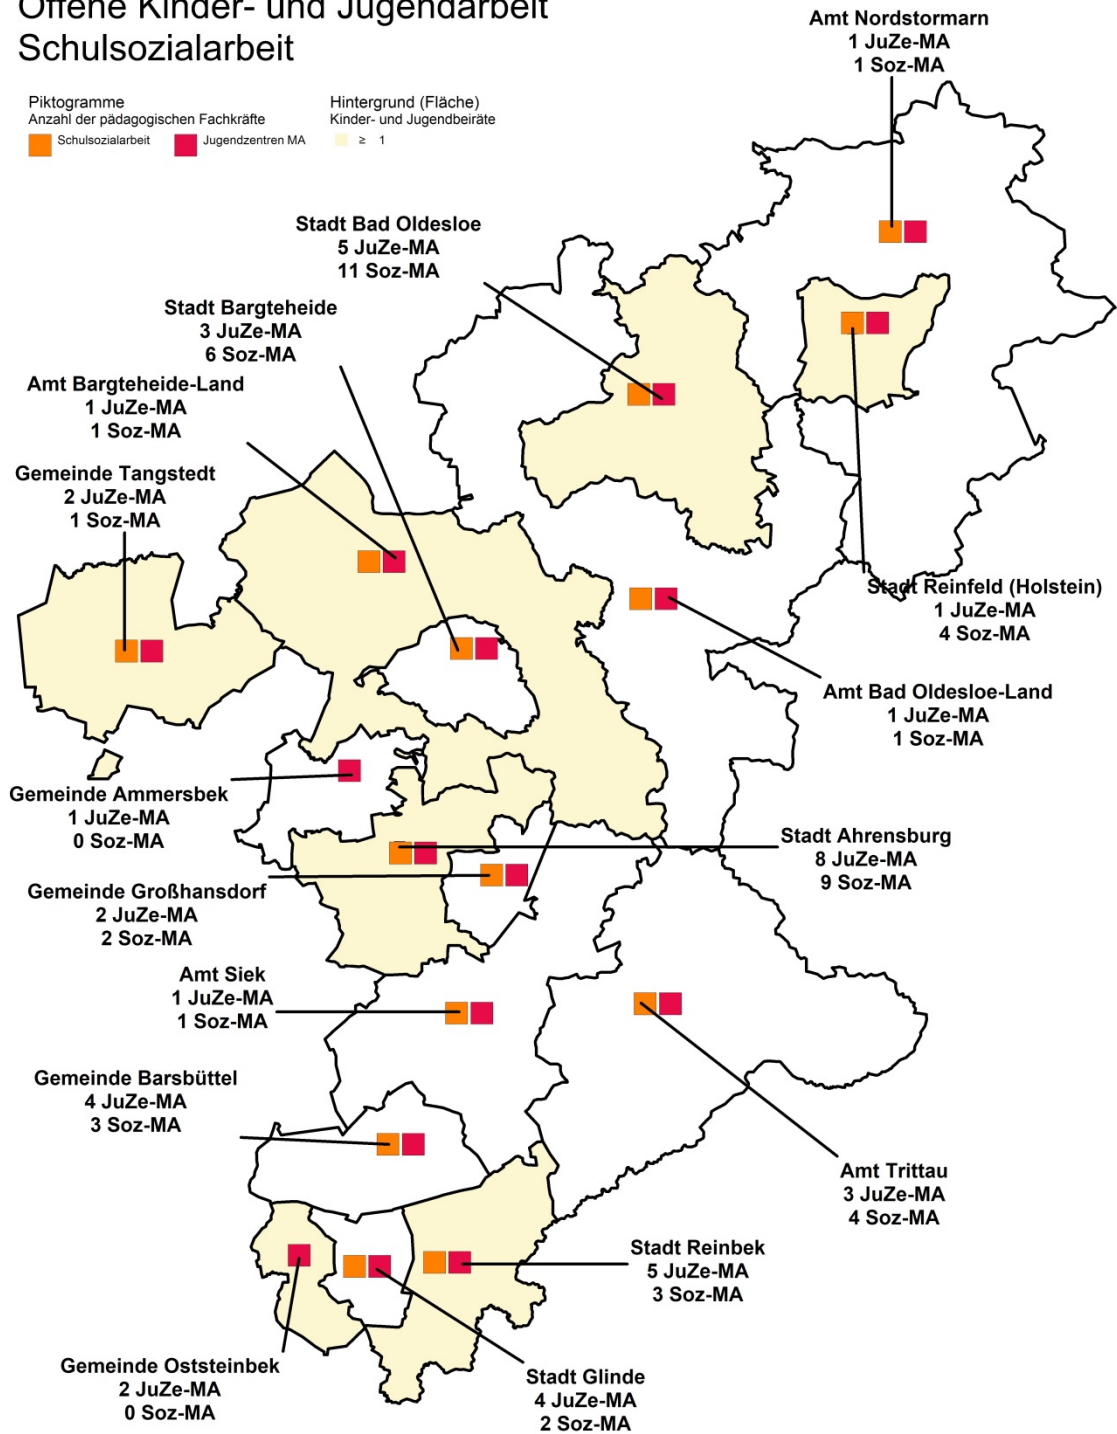 Offene Kinder- und Jugendarbeit
Schulsozialarbeit
Piktogramme
Anzahl der pädagogischen Fachkräfte
Schulsozialarbeit
Jugendzentren MA
Hintergrund (Fläche)
Kinder- und Jugendbeiräte
≥ 1
Amt Nordstormarn
1 JuZe-MA
1 Soz-MA
Stadt Bad Oldesloe
5 JuZe-MA
11 Soz-MA
Stadt Bargteheide
3 JuZe-MA
6 Soz-MA
Amt Bargteheide-Land
1 JuZe-MA
1 Soz-MA
Gemeinde Tangstedt
2 JuZe-MA
1 Soz-MA
Stadt Reinfeld (Holstein)
1 JuZe-MA
4 Soz-MA
Amt Bad Oldesloe-Land
1 JuZe-MA
1 Soz-MA
Gemeinde Ammersbek
1 JuZe-MA
0 Soz-MA
Stadt Ahrensburg
8 JuZe-MA
9 Soz-MA
Gemeinde Großhansdorf
2 JuZe-MA
2 Soz-MA
Amt Siek
1 JuZe-MA
1 Soz-MA
Gemeinde Barsbüttel
4 JuZe-MA
3 Soz-MA
Amt Trittau
3 JuZe-MA
4 Soz-MA
Stadt Reinbek
5 JuZe-MA
3 Soz-MA
Gemeinde Oststeinbek
2 JuZe-MA
0 Soz-MA
Stadt Glinde
4 JuZe-MA
2 Soz-MA